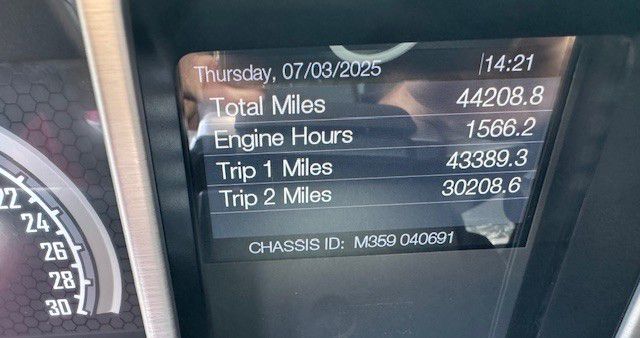 Thursday, 07/03/2025 14:21
Total Miles 44208.8
Engine Hours 1566.2
Trip 1 Miles 43389.3
Trip 2 Miles 30208.6
CHASSIS ID: M359 040691
22
24
26
28
30